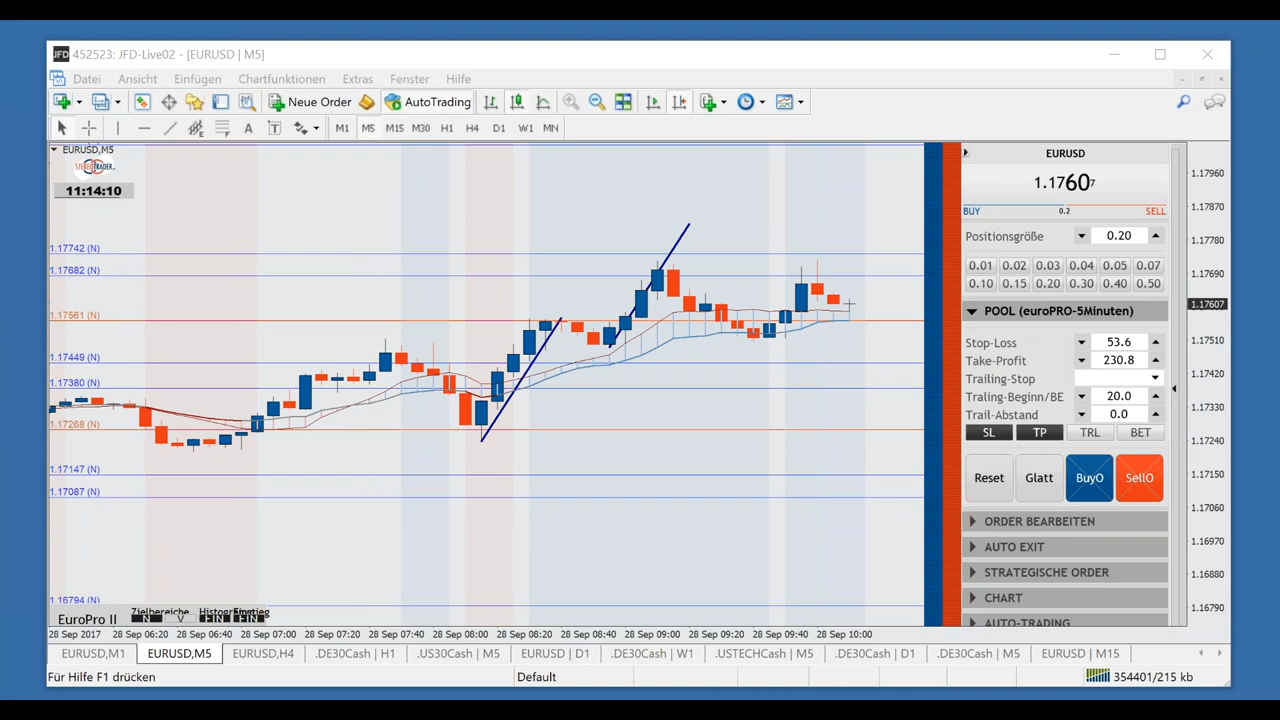 JFD 452523: JFD-Live02 - [EURUSD | M5]
Datei Ansicht Einfügen Chartfunktionen Extras Fenster Hilfe
Neue Order AutoTrading
A T M1 M5 M15 M30 H1 H4 D1 W1 MN
EURUSD,M5
STEREOTRADER
11:14:10
1.17742 (N)
1.17682 (N)
1.17561 (N)
1.17449 (N)
1.17380 (N)
1.17268 (N)
1.17147 (N)
1.17087 (N)
1.16794 (N)
EuroPro II
Zielbereiche
N V EIN EIN
28 Sep 2017 28 Sep 06:20 28 Sep 06:40 28 Sep 07:00 28 Sep 07:20 28 Sep 07:40 28 Sep 08:00 28 Sep 08:20 28 Sep 08:40 28 Sep 09:00 28 Sep 09:20 28 Sep 09:40 28 Sep 10:00
EURUSD
1.17607
BUY 0.2 SELL
Positionsgröße 0.20
0.01 0.02 0.03 0.04 0.05 0.07
0.10 0.15 0.20 0.30 0.40 0.50
POOL (euroPRO-5Minuten)
Stop-Loss 53.6
Take-Profit 230.8
Trailing-Stop
Traling-Beginn/BE 20.0
Trail-Abstand 0.0
SL TP TRL BET
Reset Glatt BuyO SellO
ORDER BEARBEITEN
AUTO EXIT
STRATEGISCHE ORDER
CHART
AUTO-TRADING
1.17960
1.17870
1.17780
1.17690
1.17607
1.17510
1.17420
1.17330
1.17240
1.17150
1.17060
1.16970
1.16880
1.16790
EURUSD,M1 EURUSD,M5 EURUSD,H4 .DE30Cash | H1 .US30Cash | M5 EURUSD | D1 .DE30Cash | W1 .USTECHCash | M5 .DE30Cash | D1 .DE30Cash | M5 EURUSD | M15
Für Hilfe F1 drücken Default 354401/215 kb